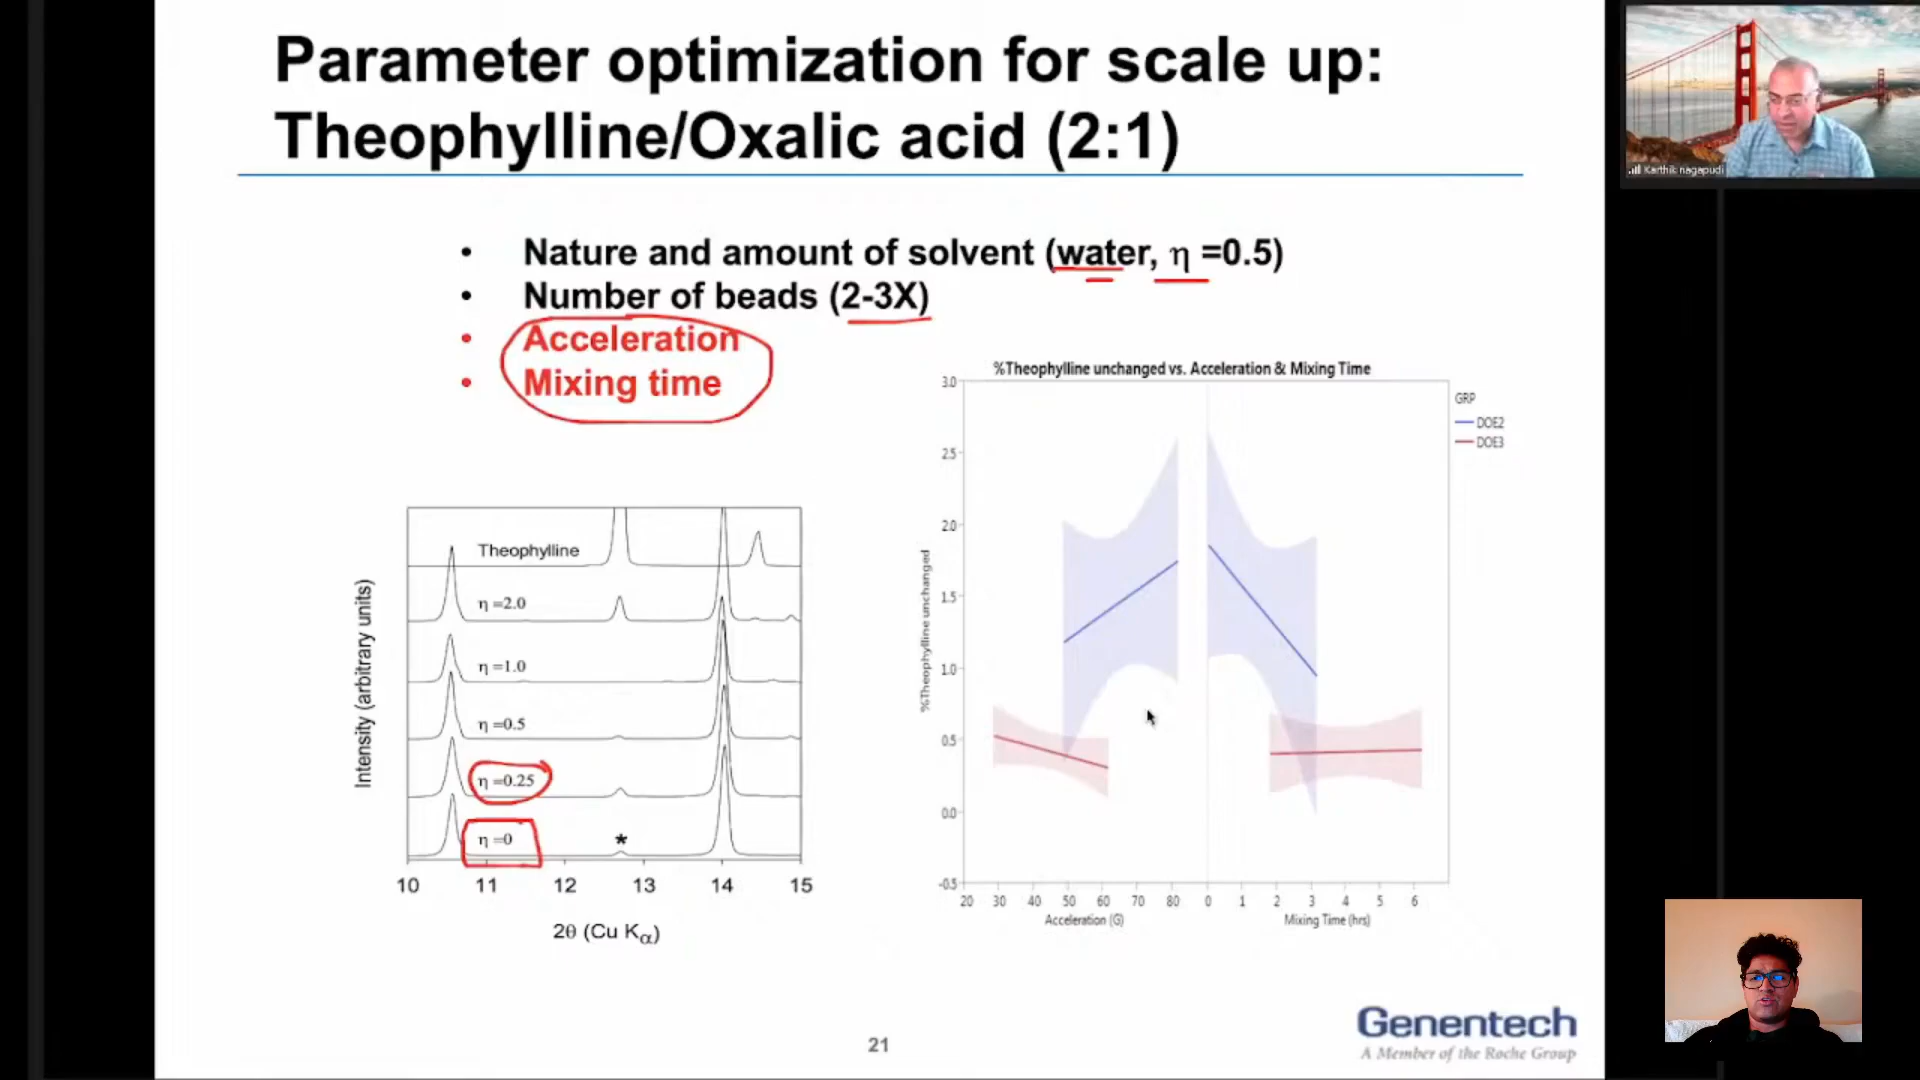 Parameter optimization for scale up:
Theophylline/Oxalic acid (2:1)
Karthik nagapudi
• Nature and amount of solvent (water, η =0.5)
• Number of beads (2-3X)
• Acceleration
• Mixing time
%Theophylline unchanged vs. Acceleration & Mixing Time
GRP
DOE2
DOE3
%Theophylline unchanged
3.0
2.5
2.0
1.5
1.0
0.5
0.0
-0.5
20 30 40 50 60 70 80 0 1 2 3 4 5 6
Acceleration (G) Mixing Time (hrs)
Intensity (arbitrary units)
Theophylline
η =2.0
η =1.0
η =0.5
η =0.25
η =0
*
10 11 12 13 14 15
2θ (Cu Kα)
21
Genentech
A Member of the Roche Group